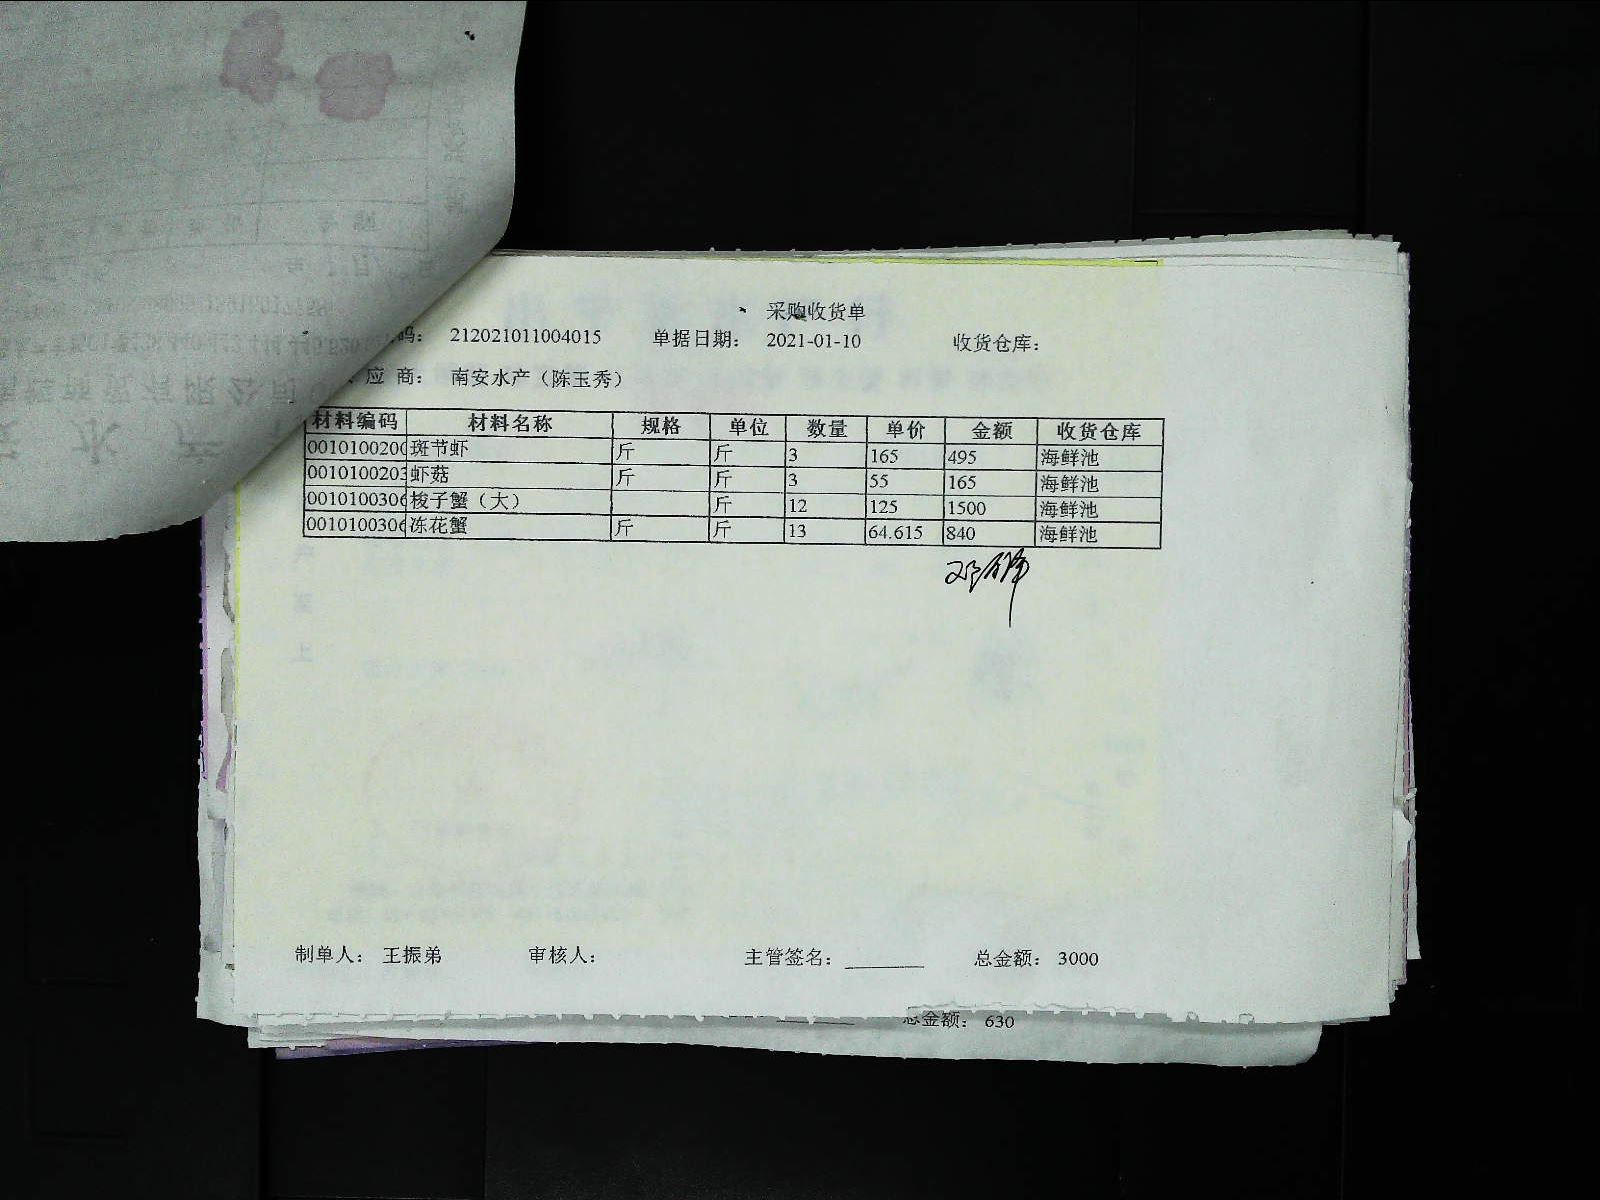 采购收货单
码： 212021011004015 单据日期： 2021-01-10 收货仓库：
应 商： 南安水产（陈玉秀）
材料编码 材料名称 规格 单位 数量 单价 金额 收货仓库
001010020 斑节虾 斤 斤 3 165 495 海鲜池
0010100203 虾菇 斤 斤 3 55 165 海鲜池
001010030 梭子蟹（大） 斤 12 125 1500 海鲜池
001010030 冻花蟹 斤 斤 13 64.615 840 海鲜池
制单人： 王振弟 审核人： 主管签名： 总金额： 3000
总金额： 630